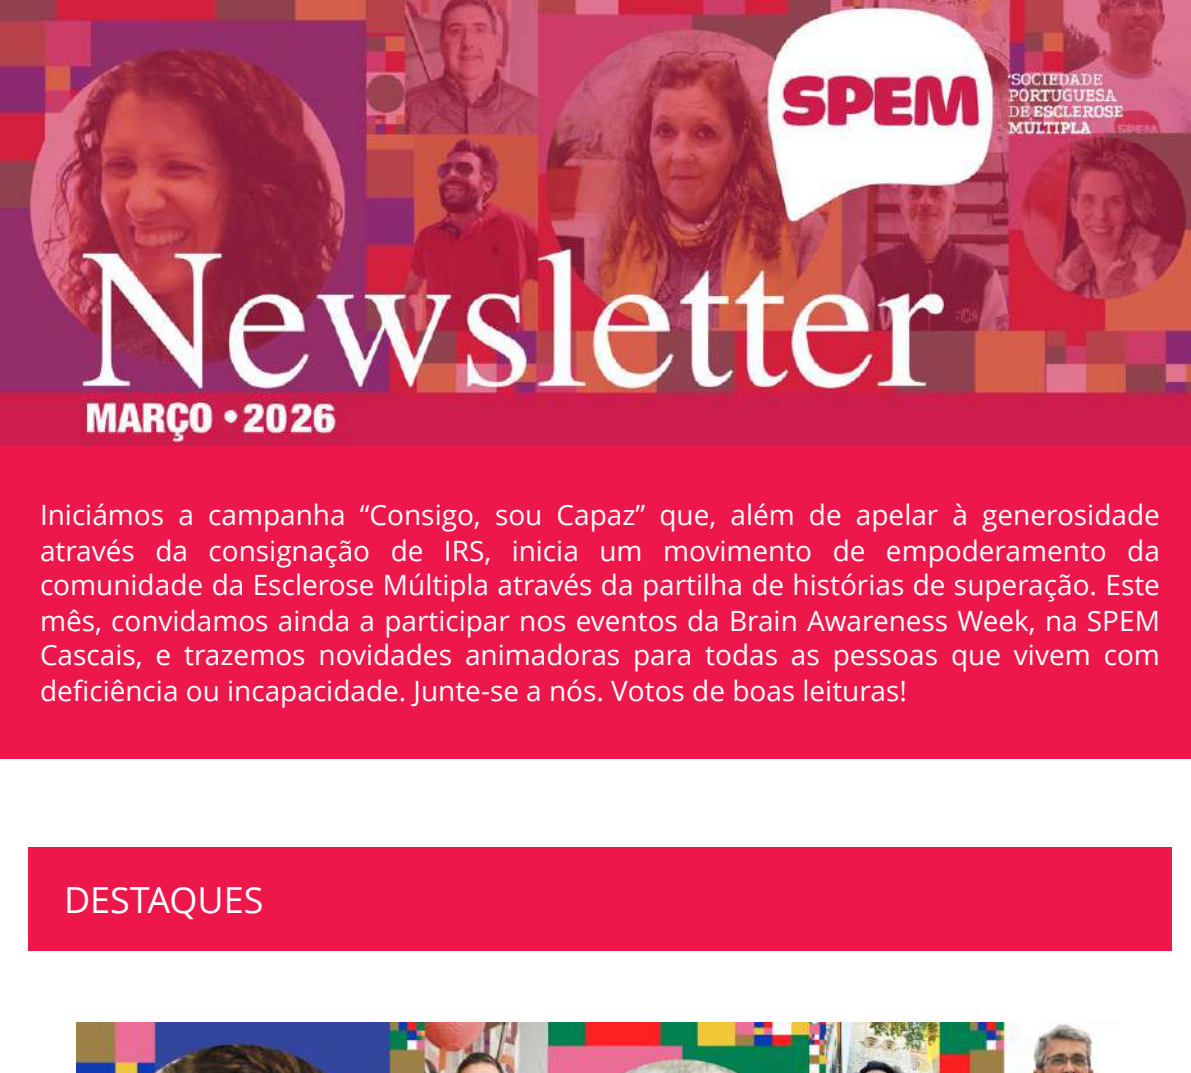 SPEM
'SOCIEDADE
PORTUGUESA
DE ESCLEROSE
MÚLTIPLA
SPEM
Newsletter
MARÇO • 2026
Iniciámos a campanha “Consigo, sou Capaz” que, além de apelar à generosidade
através da consignação de IRS, inicia um movimento de empoderamento da
comunidade da Esclerose Múltipla através da partilha de histórias de superação. Este
mês, convidamos ainda a participar nos eventos da Brain Awareness Week, na SPEM
Cascais, e trazemos novidades animadoras para todas as pessoas que vivem com
deficiência ou incapacidade. Junte-se a nós. Votos de boas leituras!
DESTAQUES